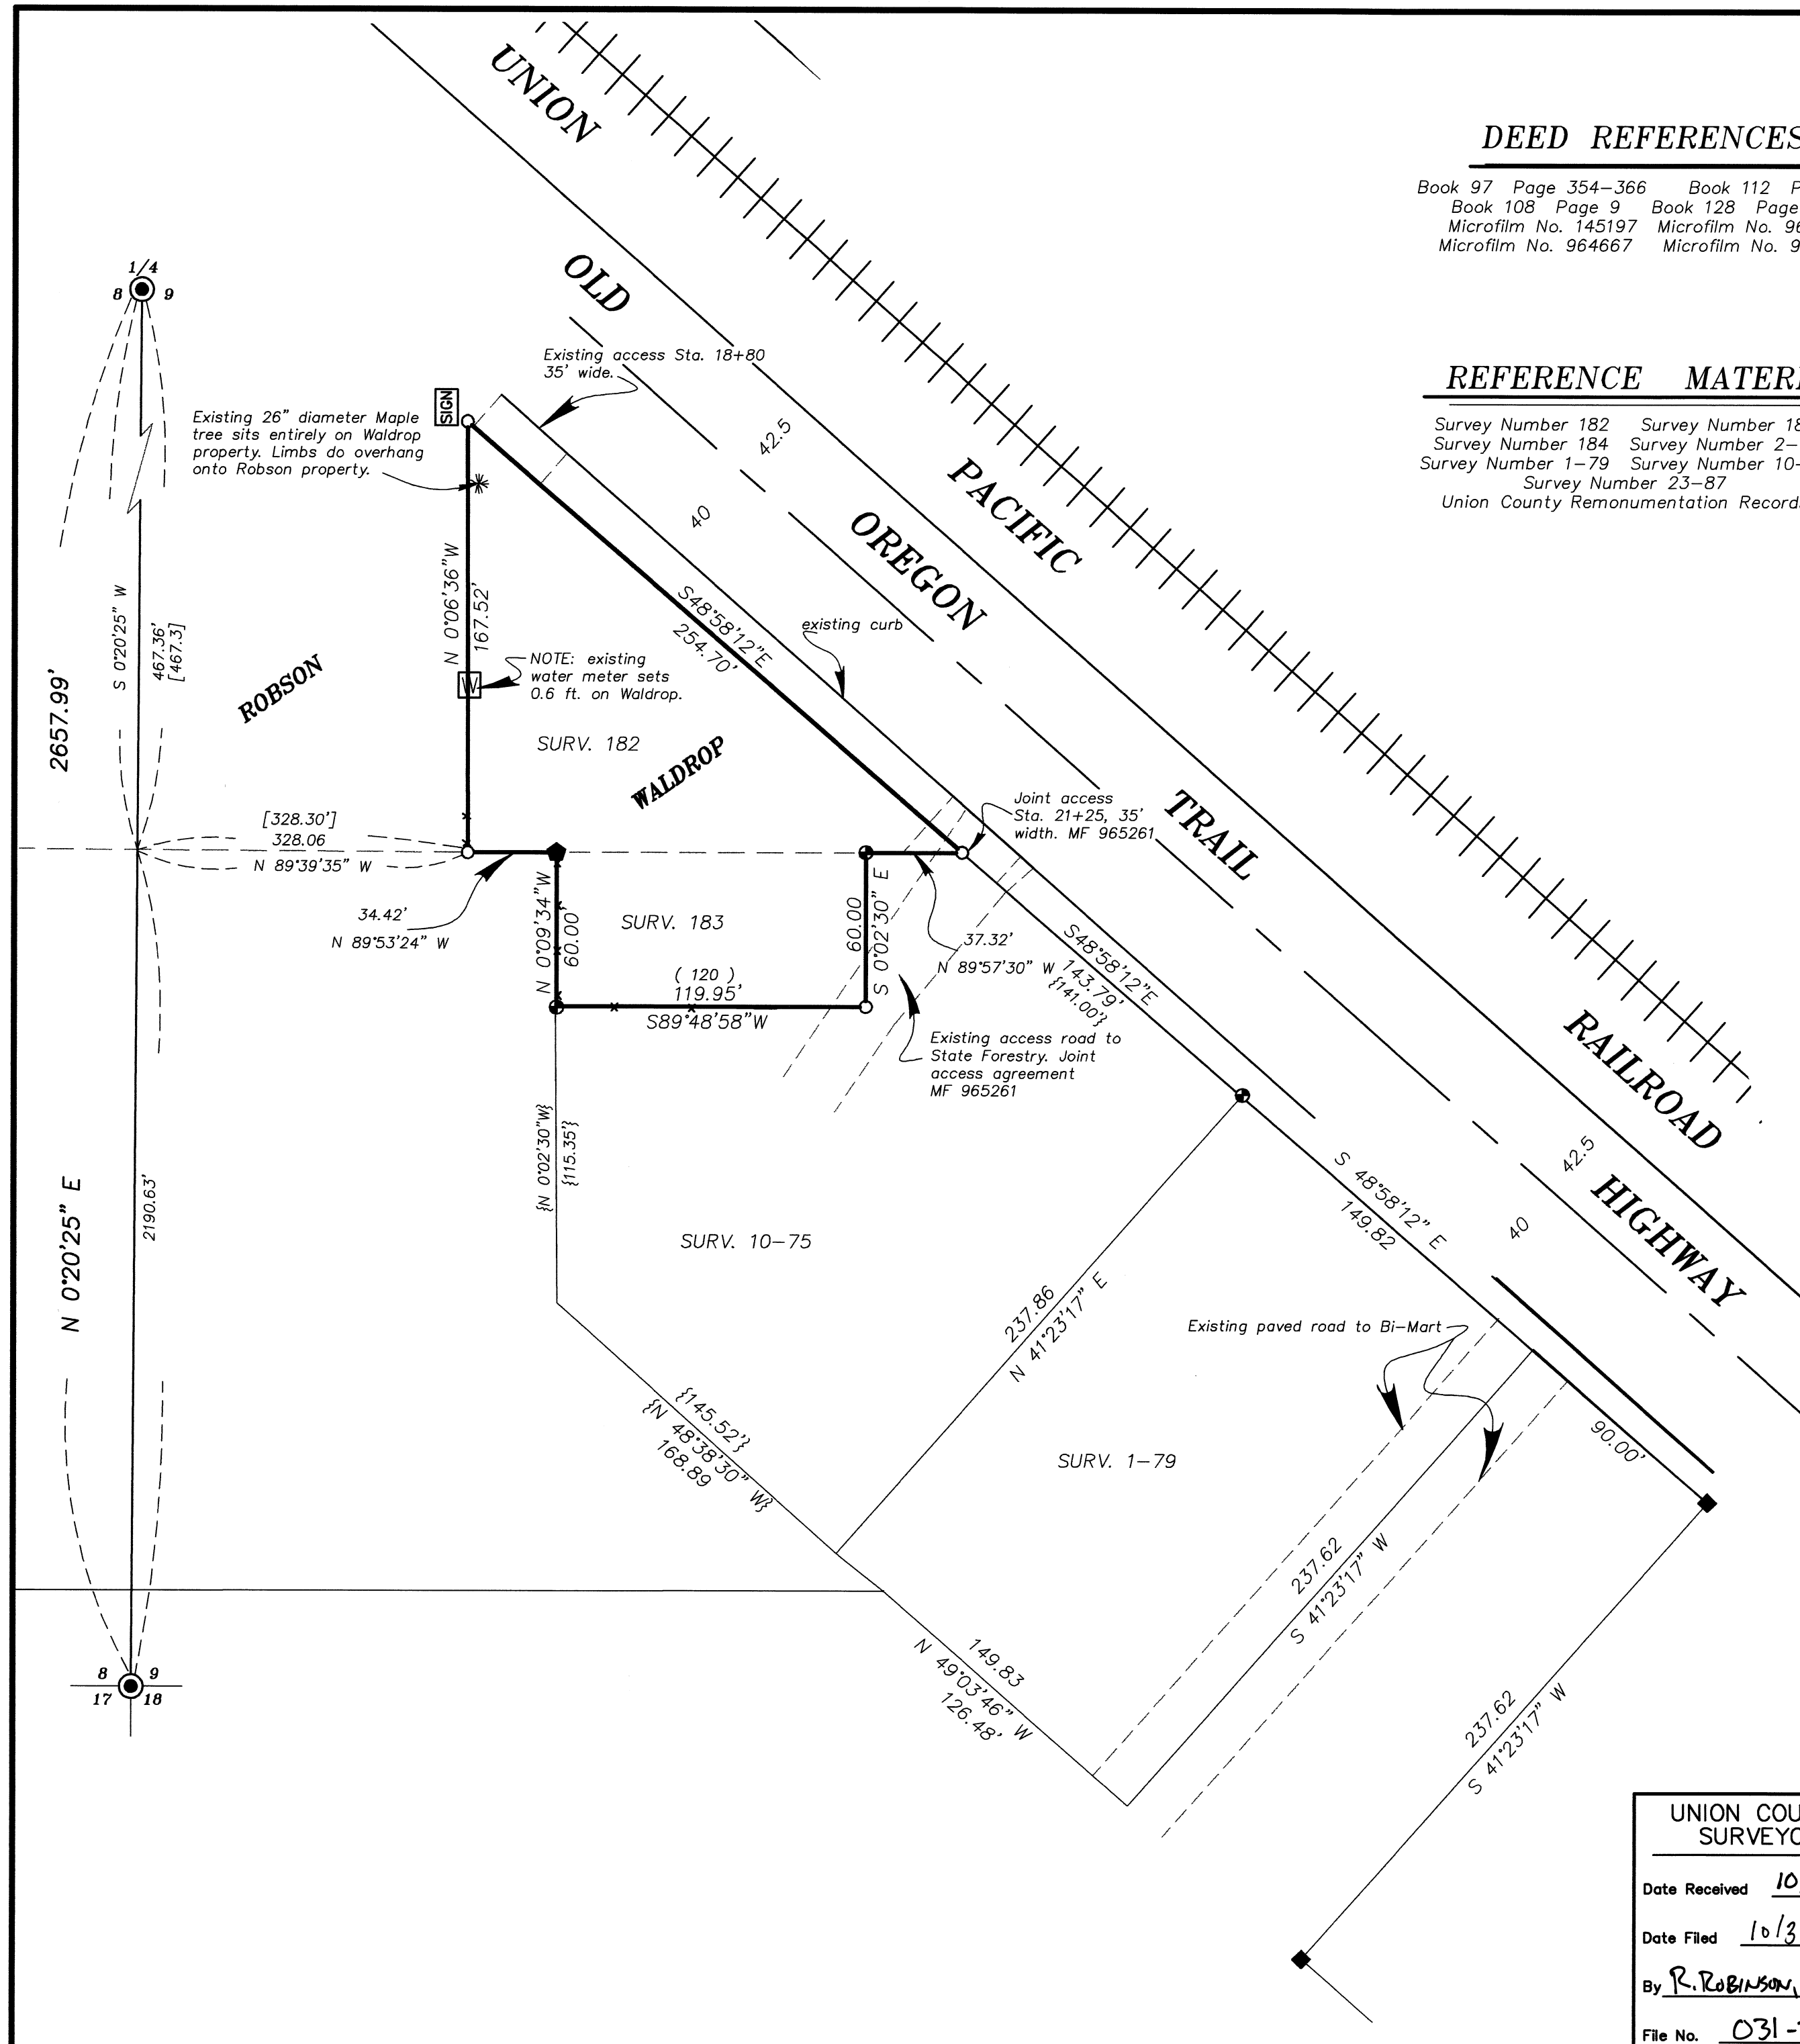 UNION
PACIFIC
RAILROAD
OLD
OREGON
TRAIL
HIGHWAY
DEED REFERENCES
Book 97 Page 354-366 Book 112
Book 108 Page 9 Book 128 Page
Microfilm No. 145197 Microfilm No.
Microfilm No. 964667 Microfilm No.
REFERENCE
Survey Number 182 Survey Number
Survey Number 184 Survey Number
Survey Number 1-79 Survey Number
Survey Number 23-87
Union County Remonumentation
1/4
8 9
Existing access Sta. 18+80
35' wide.
SIGN
Existing 26" diameter Maple
tree sits entirely on Waldrop
property. Limbs do overhang
onto Robson property.
42.5
40
N 0°06'36"W
167.52'
S48°58'12"E
254.70'
existing curb
NOTE: existing
water meter sets
0.6 ft. on Waldrop.
W
S 0°20'25" W
467.36'
[467.3]
2657.99'
ROBSON
SURV. 182
WALDROP
[328.30']
328.06
N 89°39'35" W
34.42'
N 89°53'24" W
Joint access
Sta. 21+25, 35'
width. MF 965261
N 0°09'34"W
60.00'
SURV. 183
60.00
S 0°02'30" E
37.32'
N 89°57'30" W
( 120 )
119.95'
S89°48'58"W
S48°58'12"E
143.79'
{141.00'}
Existing access road to
State Forestry. Joint
access agreement
MF 965261
{N 0°02'30"W}
{115.35'}
2190.63'
N 0°20'25" E
SURV. 10-75
S 48°58'12" E
149.82
42.5
40
237.86
N 41°23'17" E
Existing paved road to Bi-Mart
90.00'
{145.52'}
{N 48°38'30" W}
168.89
SURV. 1-79
237.62
S 41°23'17" W
149.83
N 49°03'46" W
126.48'
237.62
S 41°23'17" W
8 9
17 18
UNION
Date Received
Date Filed
By R. ROBINSON,
File No.